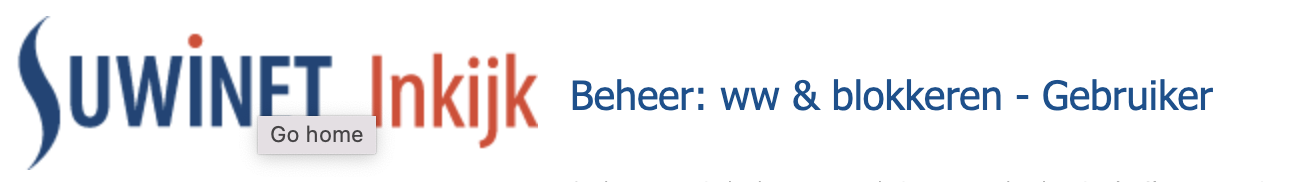 SUWINET Inkijk
Beheer: ww & blokkeren - Gebruiker
Go home